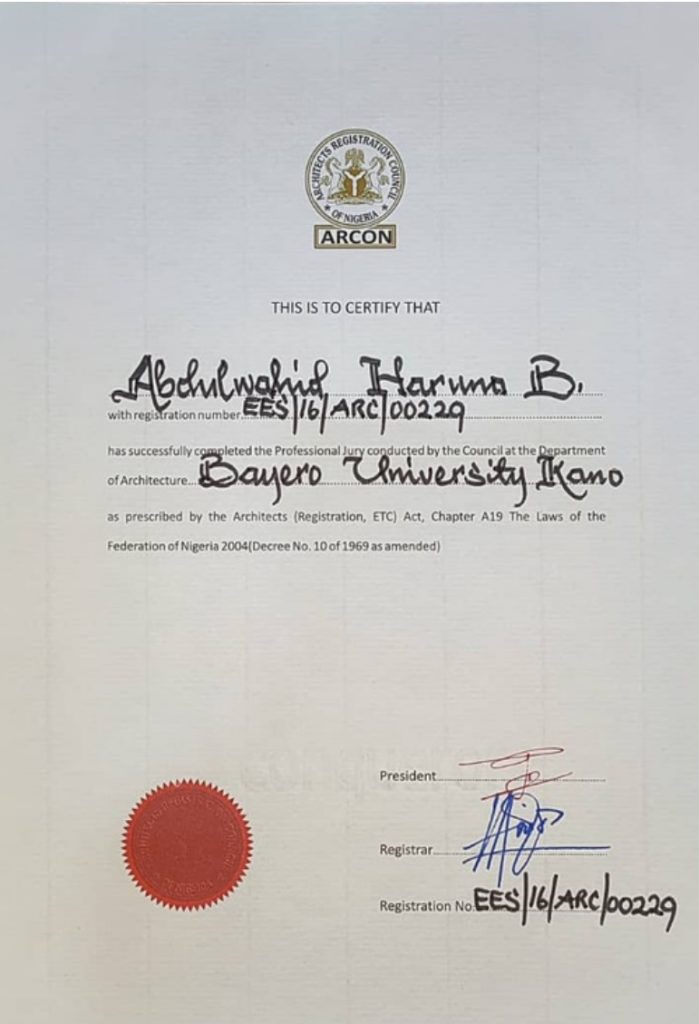 ARCHITECTS REGISTRATION COUNCIL
OF NIGERIA
ARCON
THIS IS TO CERTIFY THAT
Abdulwahid Haruna B.
with registration number...EES/16/ARC/00229
has successfully completed the Professional Jury conducted by the Council at the Department
of Architecture...Bayero University Kano
as prescribed by the Architects (Registration, ETC) Act, Chapter A19 The Laws of the
Federation of Nigeria 2004(Decree No. 10 of 1969 as amended)
President
Registrar
Registration No.EES/16/ARC/00229